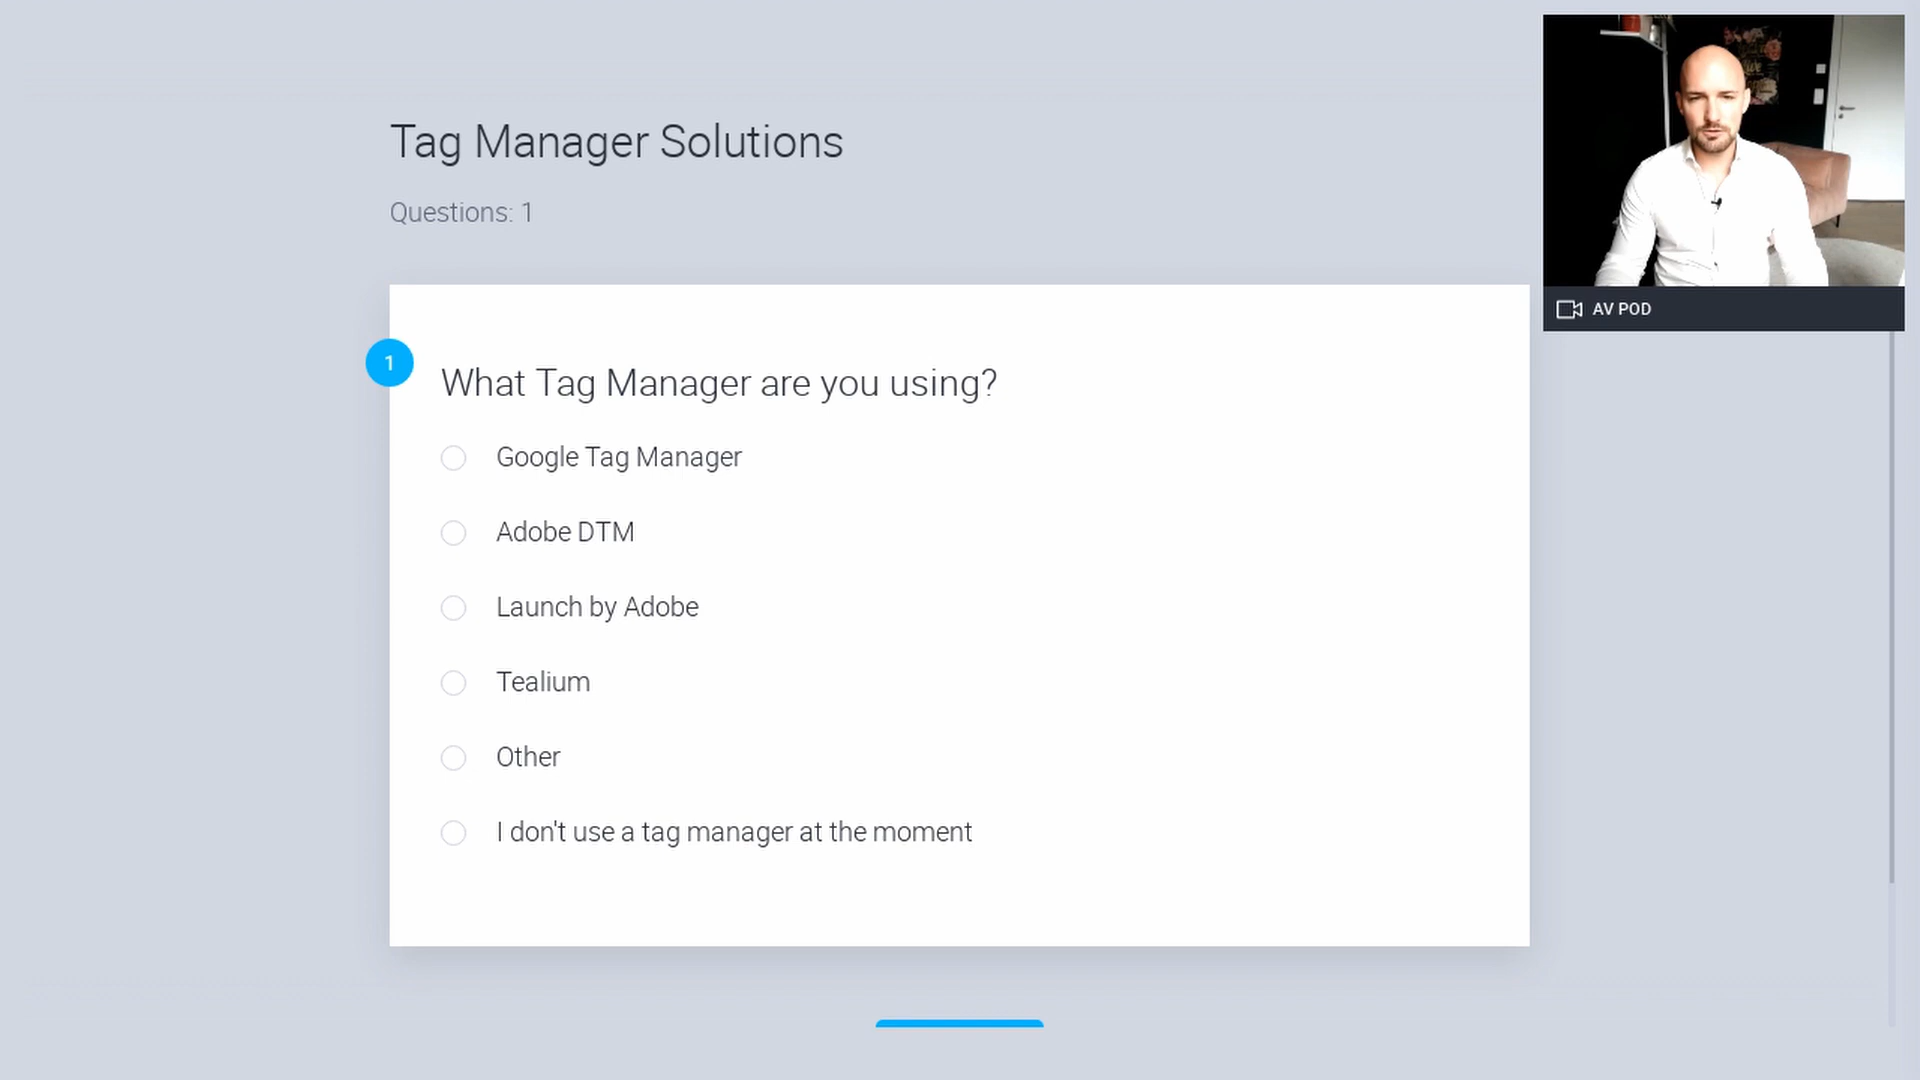 Tag Manager Solutions
Questions: 1
1
What Tag Manager are you using?
Google Tag Manager
Adobe DTM
Launch by Adobe
Tealium
Other
I don't use a tag manager at the moment
AV POD